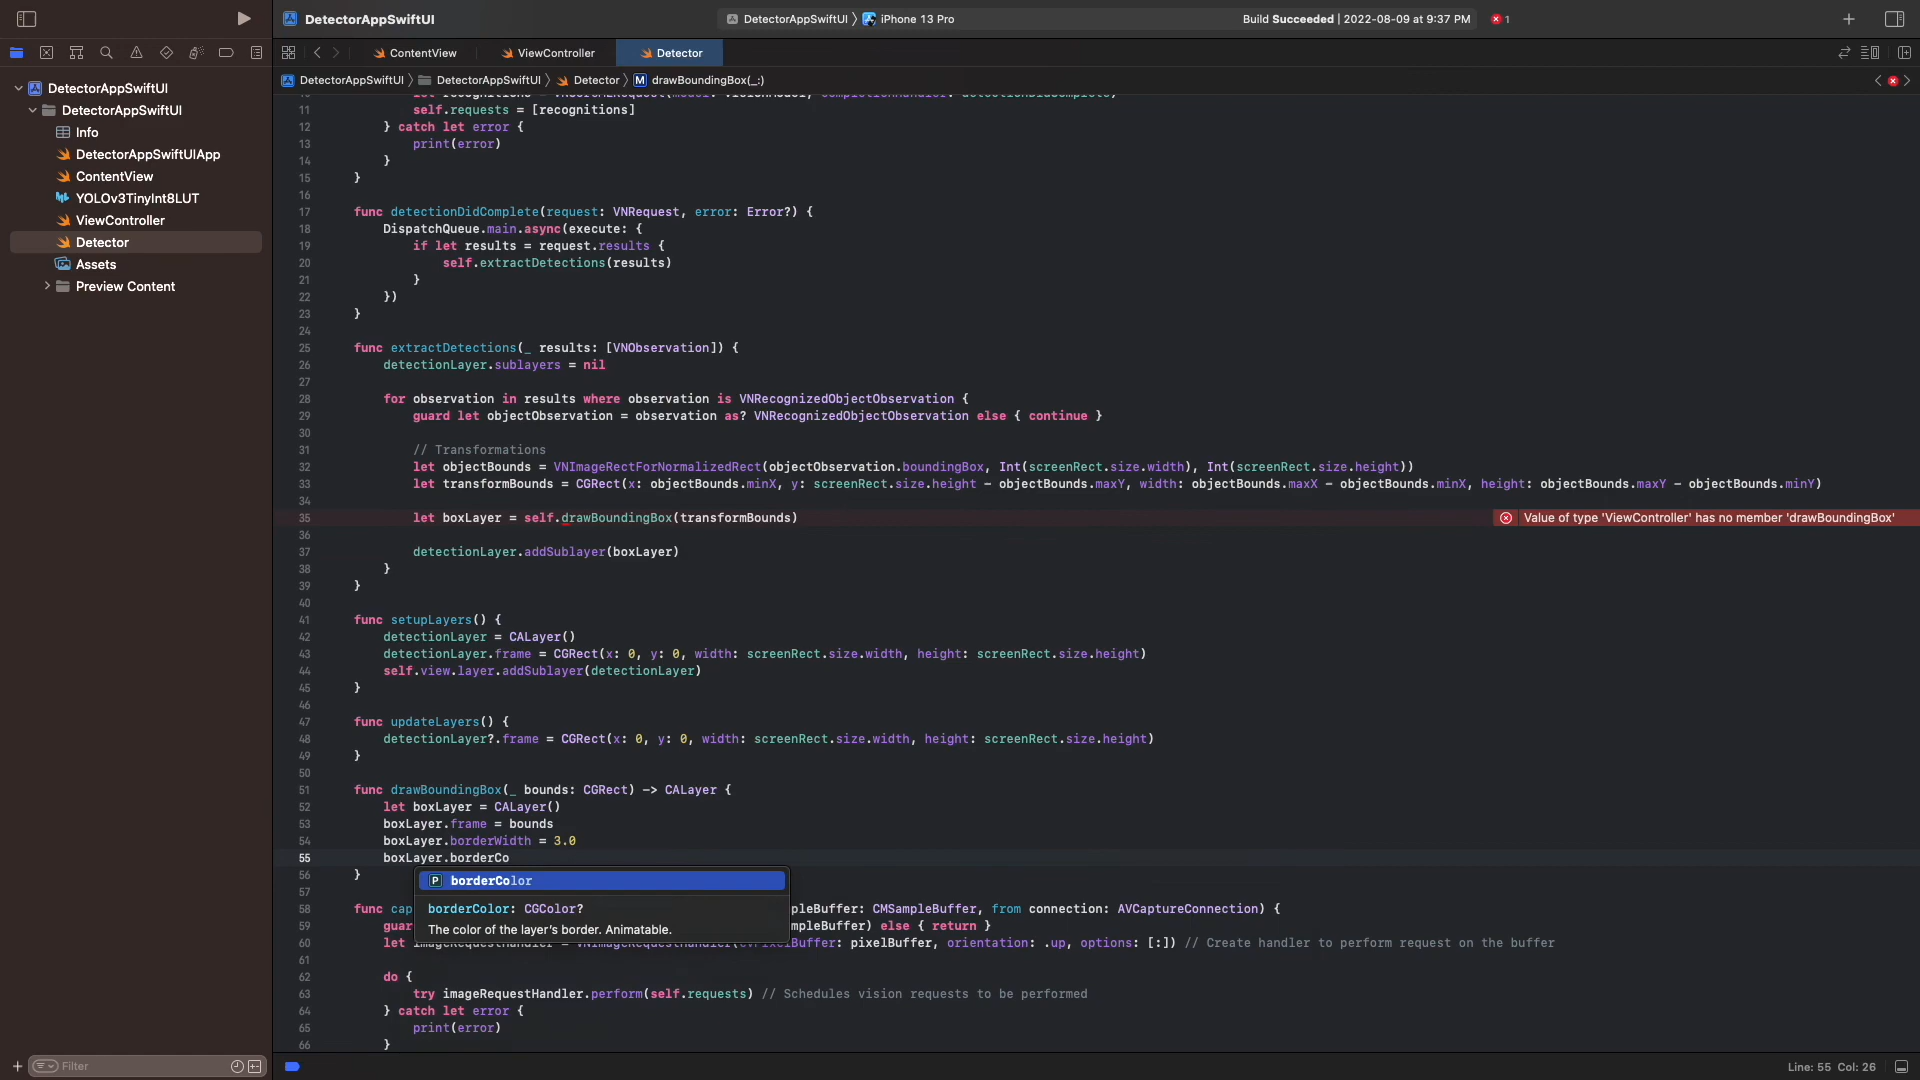 DetectorAppSwiftUI
DetectorAppSwiftUI
iPhone 13 Pro
Build Succeeded | 2022-08-09 at 9:37 PM
1
ContentView
ViewController
Detector
DetectorAppSwiftUI
DetectorAppSwiftUI
Detector
M drawBoundingBox(_:)
DetectorAppSwiftUI
DetectorAppSwiftUI
Info
DetectorAppSwiftUIApp
ContentView
YOLOv3TinyInt8LUT
ViewController
Detector
Assets
Preview Content
11 self.requests = [recognitions]
12 } catch let error {
13 print(error)
14 }
15 }
16
17 func detectionDidComplete(request: VNRequest, error: Error?) {
18 DispatchQueue.main.async(execute: {
19 if let results = request.results {
20 self.extractDetections(results)
21 }
22 })
23 }
24
25 func extractDetections(_ results: [VNObservation]) {
26 detectionLayer.sublayers = nil
27
28 for observation in results where observation is VNRecognizedObjectObservation {
29 guard let objectObservation = observation as? VNRecognizedObjectObservation else { continue }
30
31 // Transformations
32 let objectBounds = VNImageRectForNormalizedRect(objectObservation.boundingBox, Int(screenRect.size.width), Int(screenRect.size.height))
33 let transformBounds = CGRect(x: objectBounds.minX, y: screenRect.size.height - objectBounds.maxY, width: objectBounds.maxX - objectBounds.minX, height: objectBounds.maxY - objectBounds.minY)
34
35 let boxLayer = self.drawBoundingBox(transformBounds) Value of type 'ViewController' has no member 'drawBoundingBox'
36
37 detectionLayer.addSublayer(boxLayer)
38 }
39 }
40
41 func setupLayers() {
42 detectionLayer = CALayer()
43 detectionLayer.frame = CGRect(x: 0, y: 0, width: screenRect.size.width, height: screenRect.size.height)
44 self.view.layer.addSublayer(detectionLayer)
45 }
46
47 func updateLayers() {
48 detectionLayer?.frame = CGRect(x: 0, y: 0, width: screenRect.size.width, height: screenRect.size.height)
49 }
50
51 func drawBoundingBox(_ bounds: CGRect) -> CALayer {
52 let boxLayer = CALayer()
53 boxLayer.frame = bounds
54 boxLayer.borderWidth = 3.0
55 boxLayer.borderCo
56 }
P borderColor
57
borderColor: CGColor?
The color of the layer's border. Animatable.
58 func cap pleBuffer: CMSampleBuffer, from connection: AVCaptureConnection) {
59 guar mpleBuffer) else { return }
60 let imageRequestHandler = VNImageRequestHandler(cvPixelBuffer: pixelBuffer, orientation: .up, options: [:]) // Create handler to perform request on the buffer
61
62 do {
63 try imageRequestHandler.perform(self.requests) // Schedules vision requests to be performed
64 } catch let error {
65 print(error)
66 }
Filter
Line: 55 Col: 26